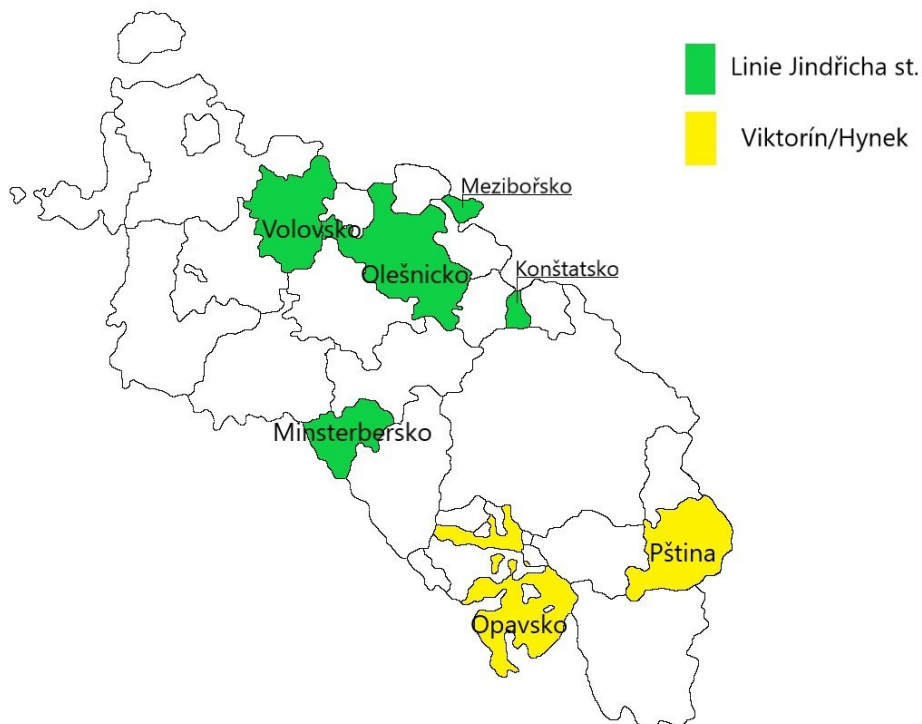 Linie Jindřicha st.
Viktorín/Hynek
Mezibořsko
Volovsko
Olešnicko
Konštatsko
Minsterbersko
Pština
Opavsko